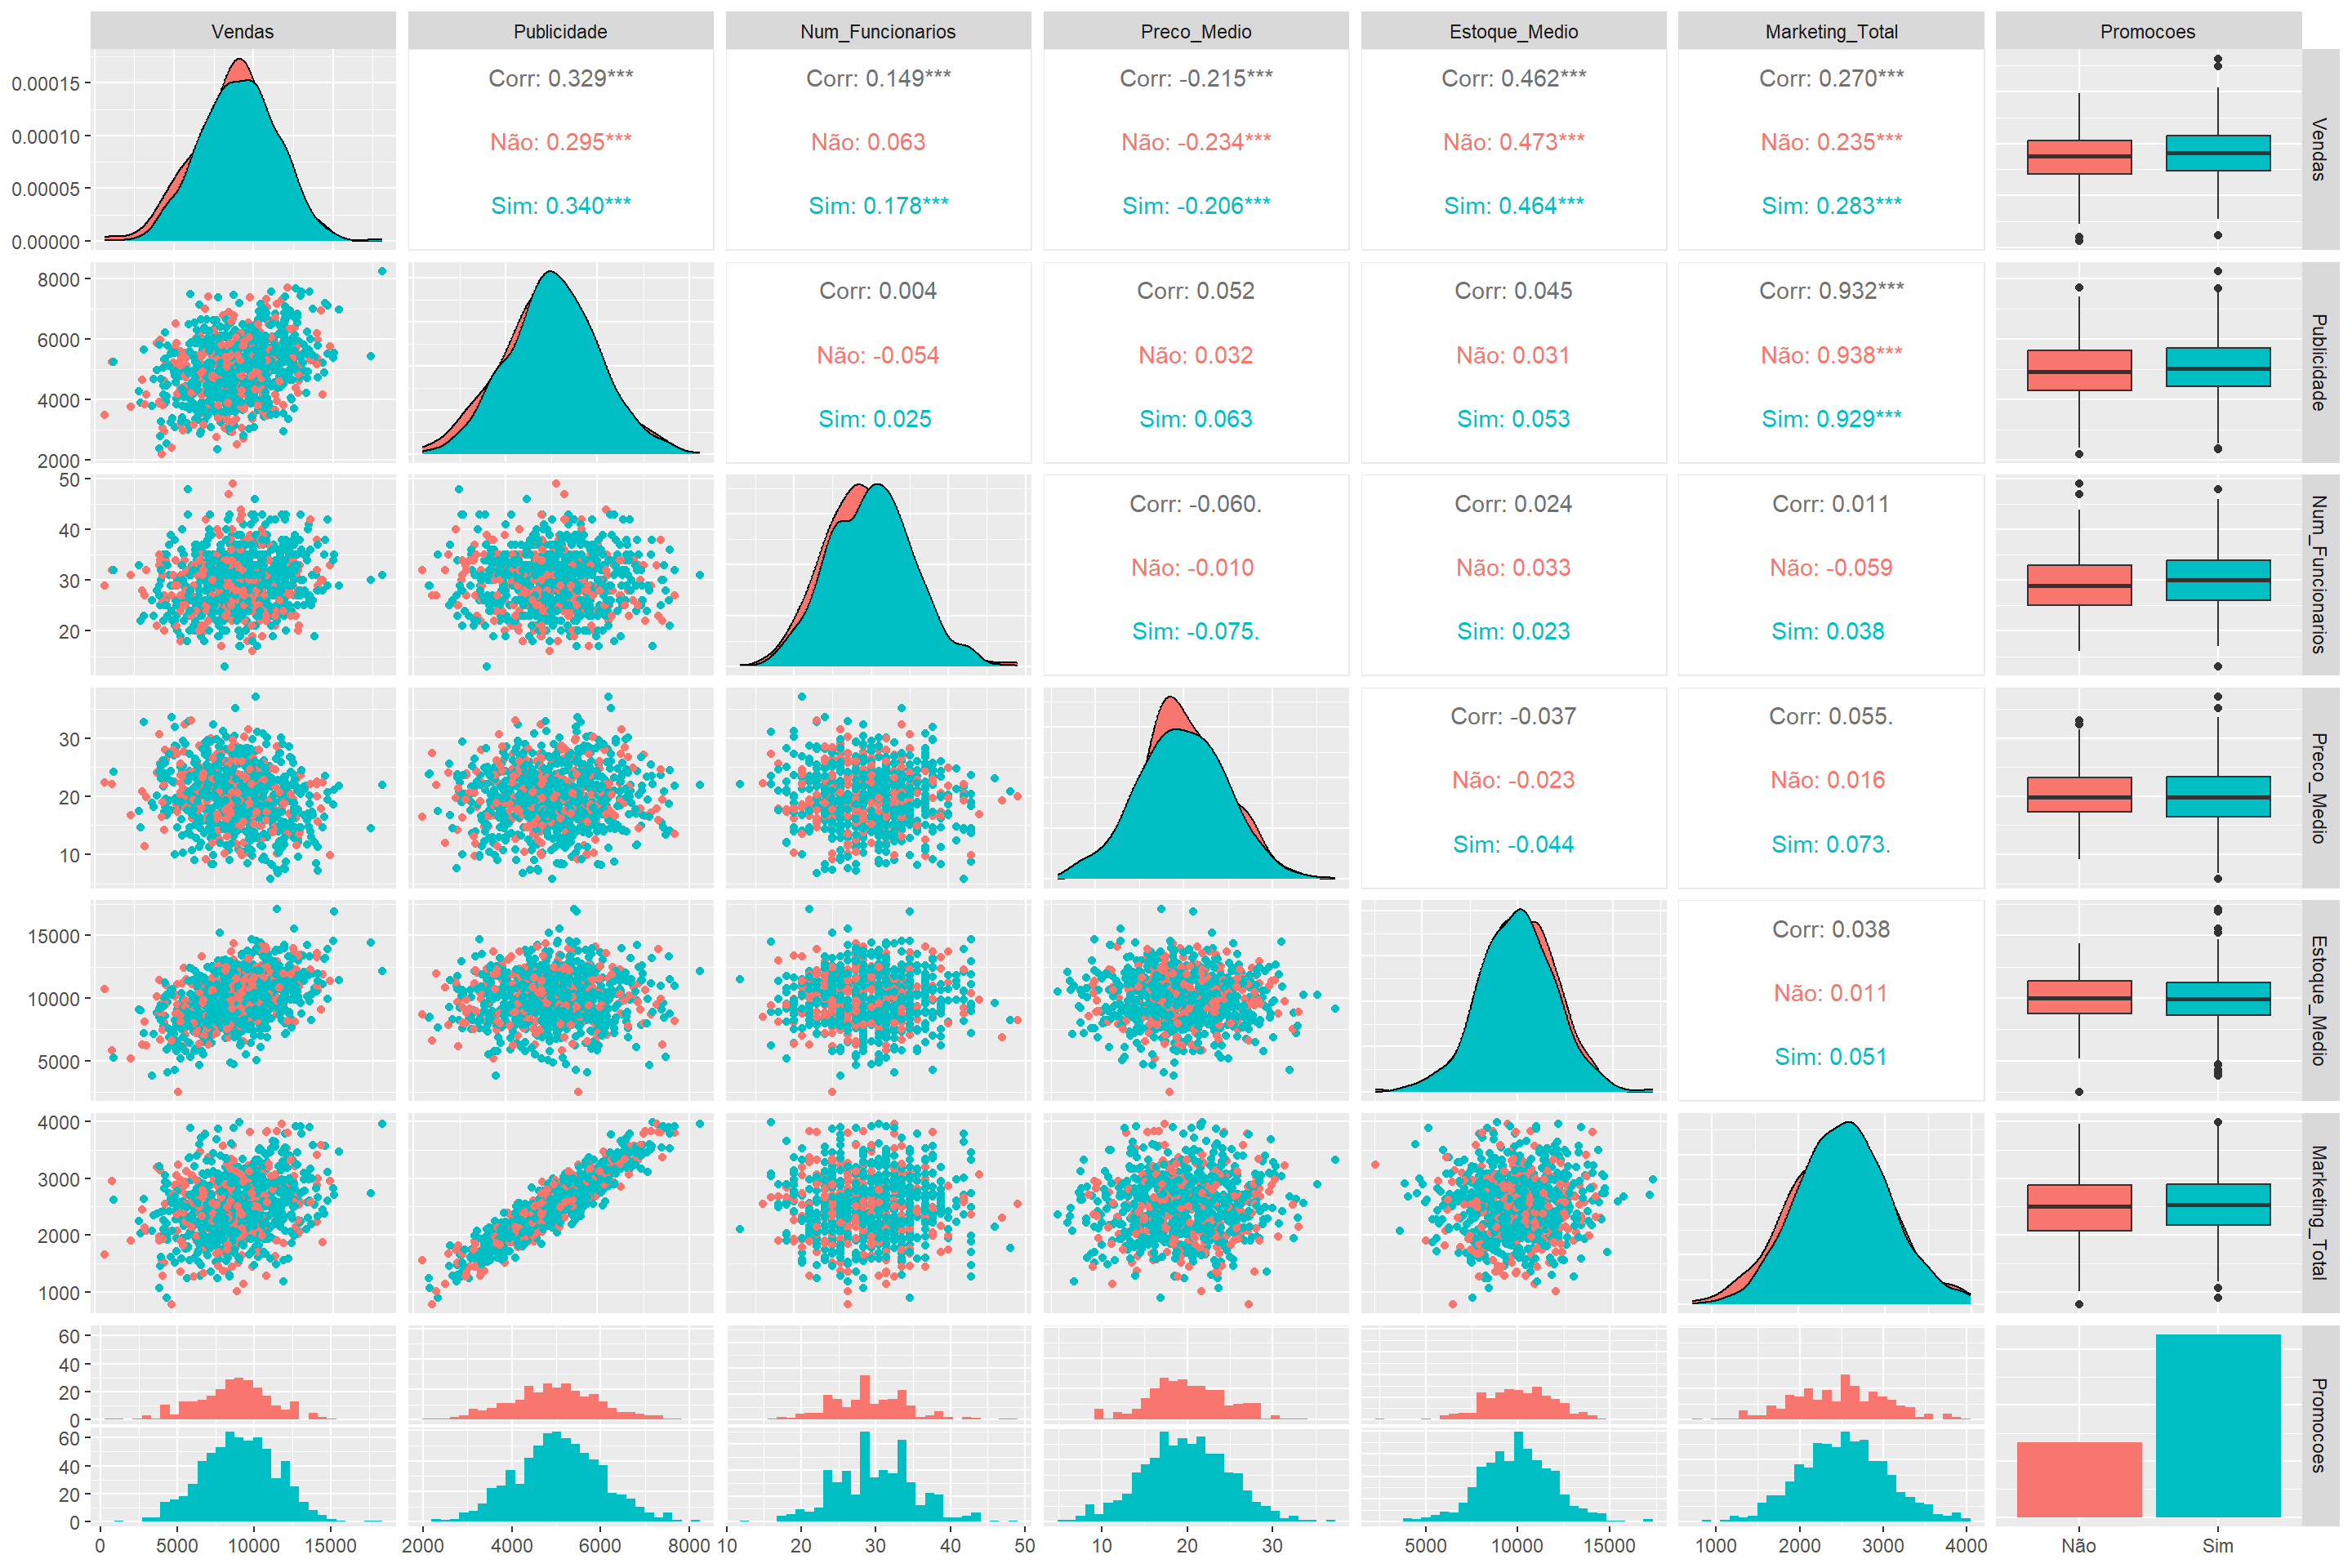 Vendas
Publicidade
Num_Funcionarios
Preco_Medio
Estoque_Medio
Marketing_Total
Promocoes
0.00015
0.00010
0.00005
0.00000
Corr: 0.329***
Não: 0.295***
Sim: 0.340***
Corr: 0.149***
Não: 0.063
Sim: 0.178***
Corr: -0.215***
Não: -0.234***
Sim: -0.206***
Corr: 0.462***
Não: 0.473***
Sim: 0.464***
Corr: 0.270***
Não: 0.235***
Sim: 0.283***
Vendas
8000
6000
4000
2000
Corr: 0.004
Não: -0.054
Sim: 0.025
Corr: 0.052
Não: 0.032
Sim: 0.063
Corr: 0.045
Não: 0.031
Sim: 0.053
Corr: 0.932***
Não: 0.938***
Sim: 0.929***
Publicidade
50
40
30
20
Corr: -0.060.
Não: -0.010
Sim: -0.075.
Corr: 0.024
Não: 0.033
Sim: 0.023
Corr: 0.011
Não: -0.059
Sim: 0.038
Num_Funcionarios
30
20
10
Corr: -0.037
Não: -0.023
Sim: -0.044
Corr: 0.055.
Não: 0.016
Sim: 0.073.
Preco_Medio
15000
10000
5000
Corr: 0.038
Não: 0.011
Sim: 0.051
Estoque_Medio
4000
3000
2000
1000
Marketing_Total
60
40
20
0
60
40
20
0
Promocoes
0 5000 10000 15000
2000 4000 6000 8000
10 20 30 40 50
10 20 30
5000 10000 15000
1000 2000 3000 4000
Não Sim